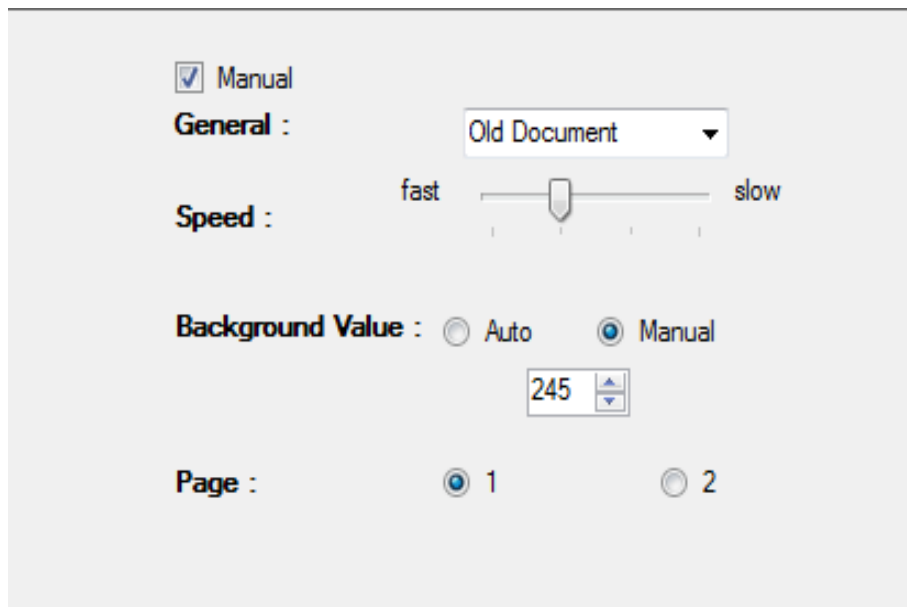 Manual
General :
Old Document
fast
slow
Speed :
Background Value :
Auto
Manual
245
Page :
1
2